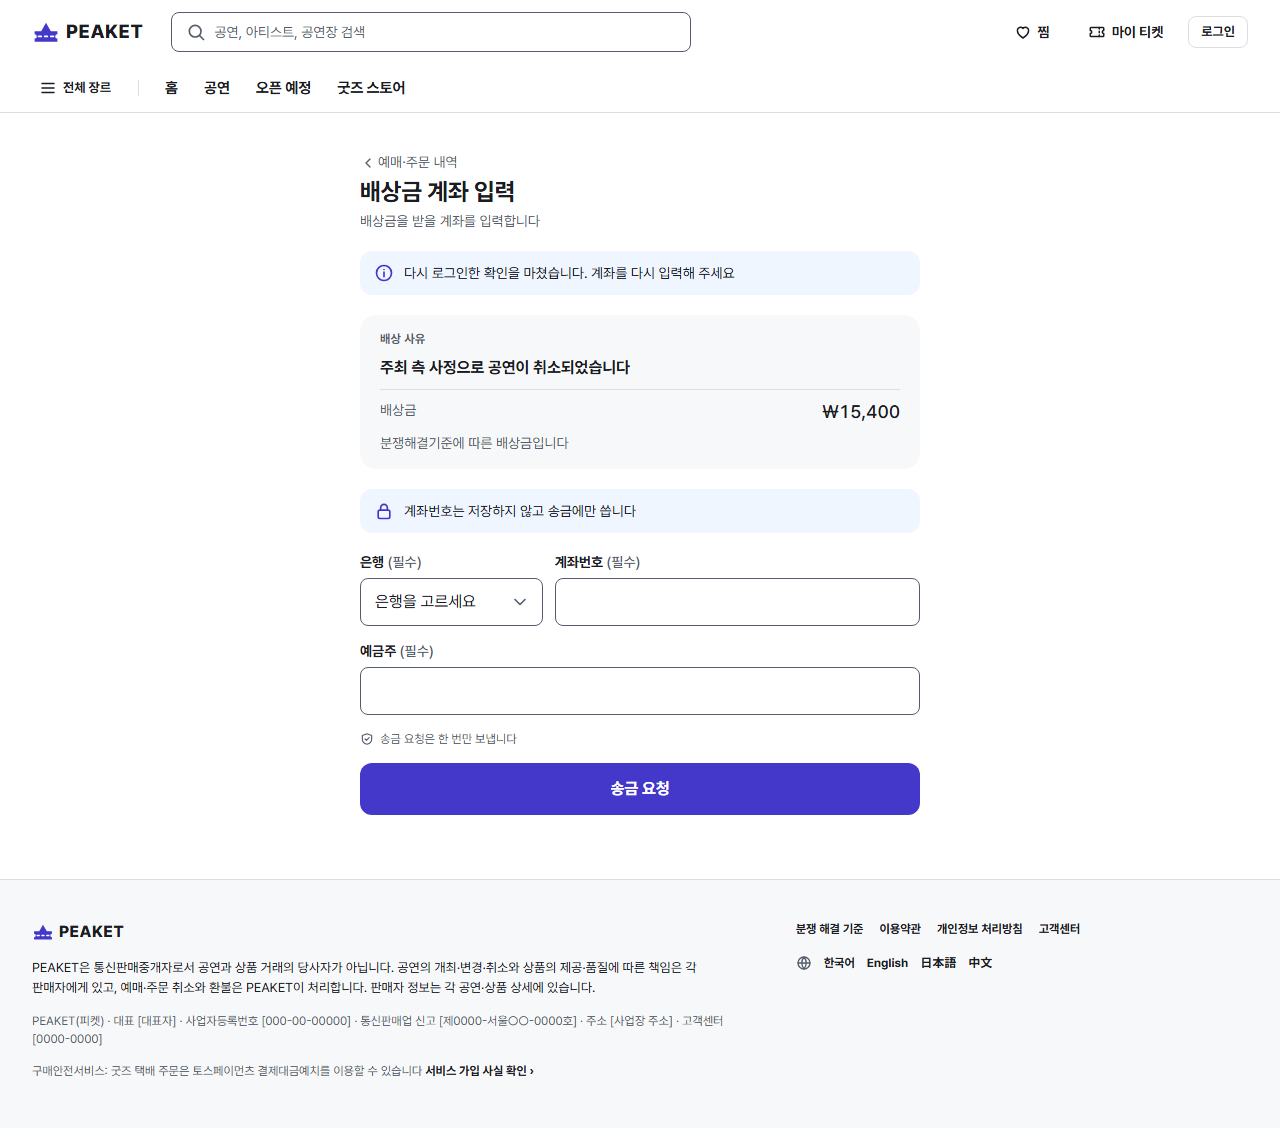 PEAKET
공연, 아티스트, 공연장 검색
찜
마이 티켓
로그인
전체 장르
홈
공연
오픈 예정
굿즈 스토어
예매·주문 내역
배상금 계좌 입력
배상금을 받을 계좌를 입력합니다
다시 로그인한 확인을 마쳤습니다. 계좌를 다시 입력해 주세요
배상 사유
주최 측 사정으로 공연이 취소되었습니다
배상금
₩15,400
분쟁해결기준에 따른 배상금입니다
계좌번호는 저장하지 않고 송금에만 씁니다
은행 (필수)
계좌번호 (필수)
은행을 고르세요
예금주 (필수)
송금 요청은 한 번만 보냅니다
송금 요청
PEAKET
PEAKET은 통신판매중개자로서 공연과 상품 거래의 당사자가 아닙니다. 공연의 개최·변경·취소와 상품의 제공·품질에 따른 책임은 각
판매자에게 있고, 예매·주문 취소와 환불은 PEAKET이 처리합니다. 판매자 정보는 각 공연·상품 상세에 있습니다.
PEAKET(피켓) · 대표 [대표자] · 사업자등록번호 [000-00-00000] · 통신판매업 신고 [제0000-서울○○-0000호] · 주소 [사업장 주소] · 고객센터
[0000-0000]
구매안전서비스: 굿즈 택배 주문은 토스페이먼츠 결제대금예치를 이용할 수 있습니다 서비스 가입 사실 확인 ›
분쟁 해결 기준
이용약관
개인정보 처리방침
고객센터
한국어
English
日本語
中文